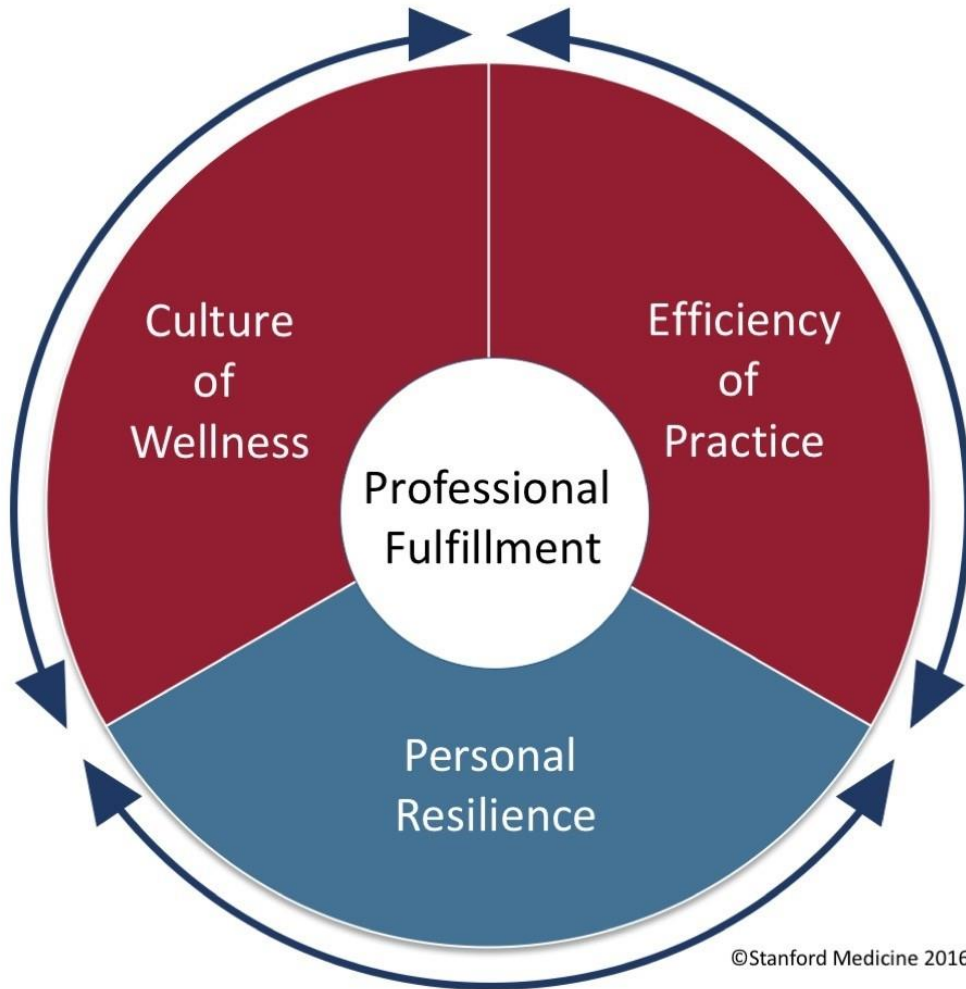 Culture
of
Wellness
Efficiency
of
Practice
Professional
Fulfillment
Personal
Resilience
©Stanford Medicine 2016